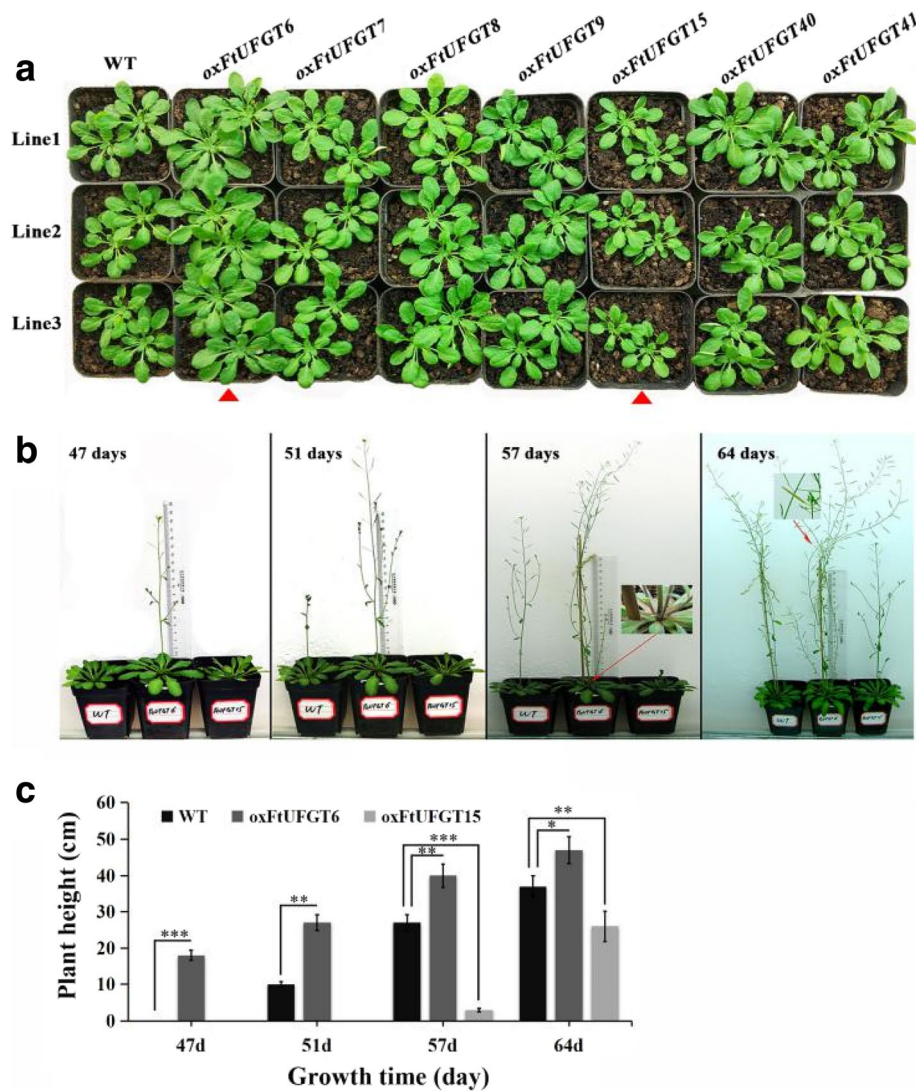 a
WT
oxFtUFGT6
oxFtUFGT7
oxFtUFGT8
oxFtUFGT9
oxFtUFGT15
oxFtUFGT40
oxFtUFGT41
Line1
Line2
Line3
b
47 days
51 days
57 days
64 days
WT
WT
WT
WT
c
WT oxFtUFGT6 oxFtUFGT15
Plant height (cm)
60
50
40
30
20
10
0
***
**
***
**
**
*
47d 51d 57d 64d
Growth time (day)